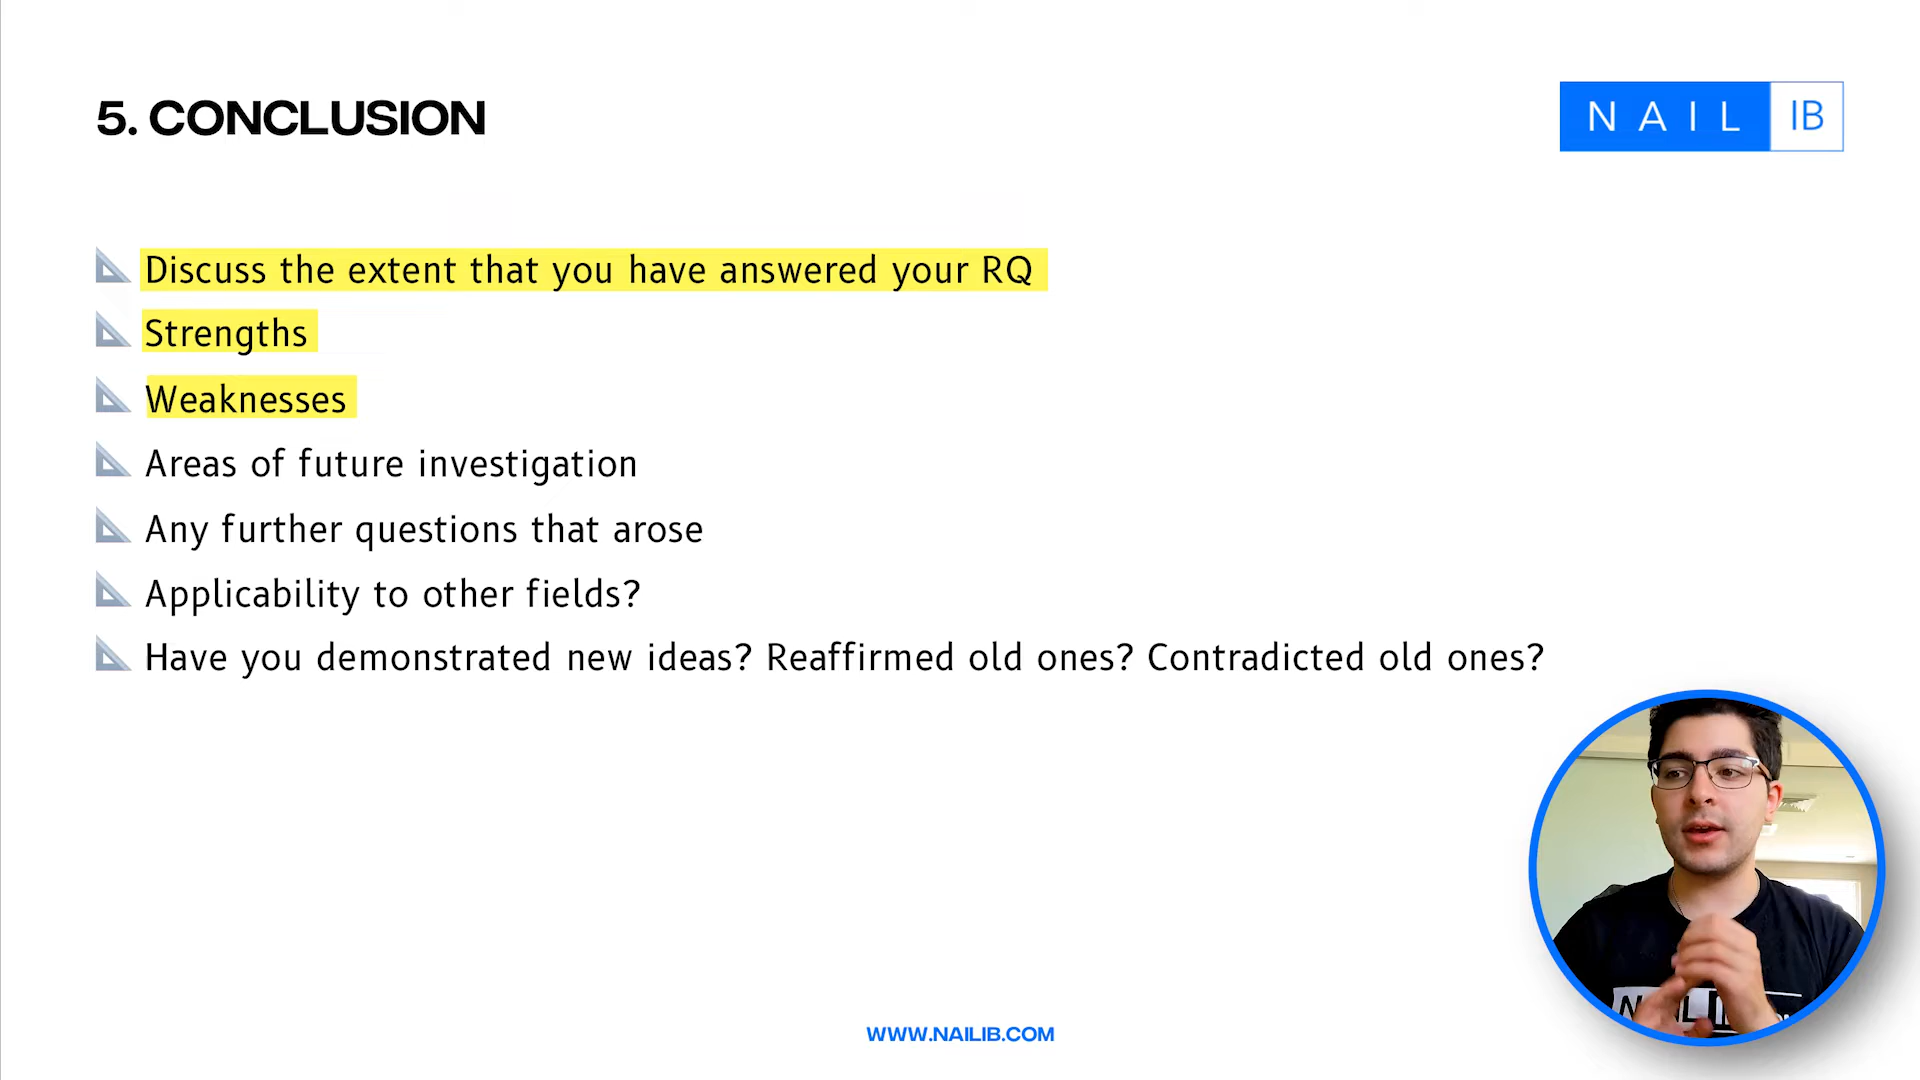 5. CONCLUSION
NAIL IB
Discuss the extent that you have answered your RQ
Strengths
Weaknesses
Areas of future investigation
Any further questions that arose
Applicability to other fields?
Have you demonstrated new ideas? Reaffirmed old ones? Contradicted old ones?
WWW.NAILIB.COM